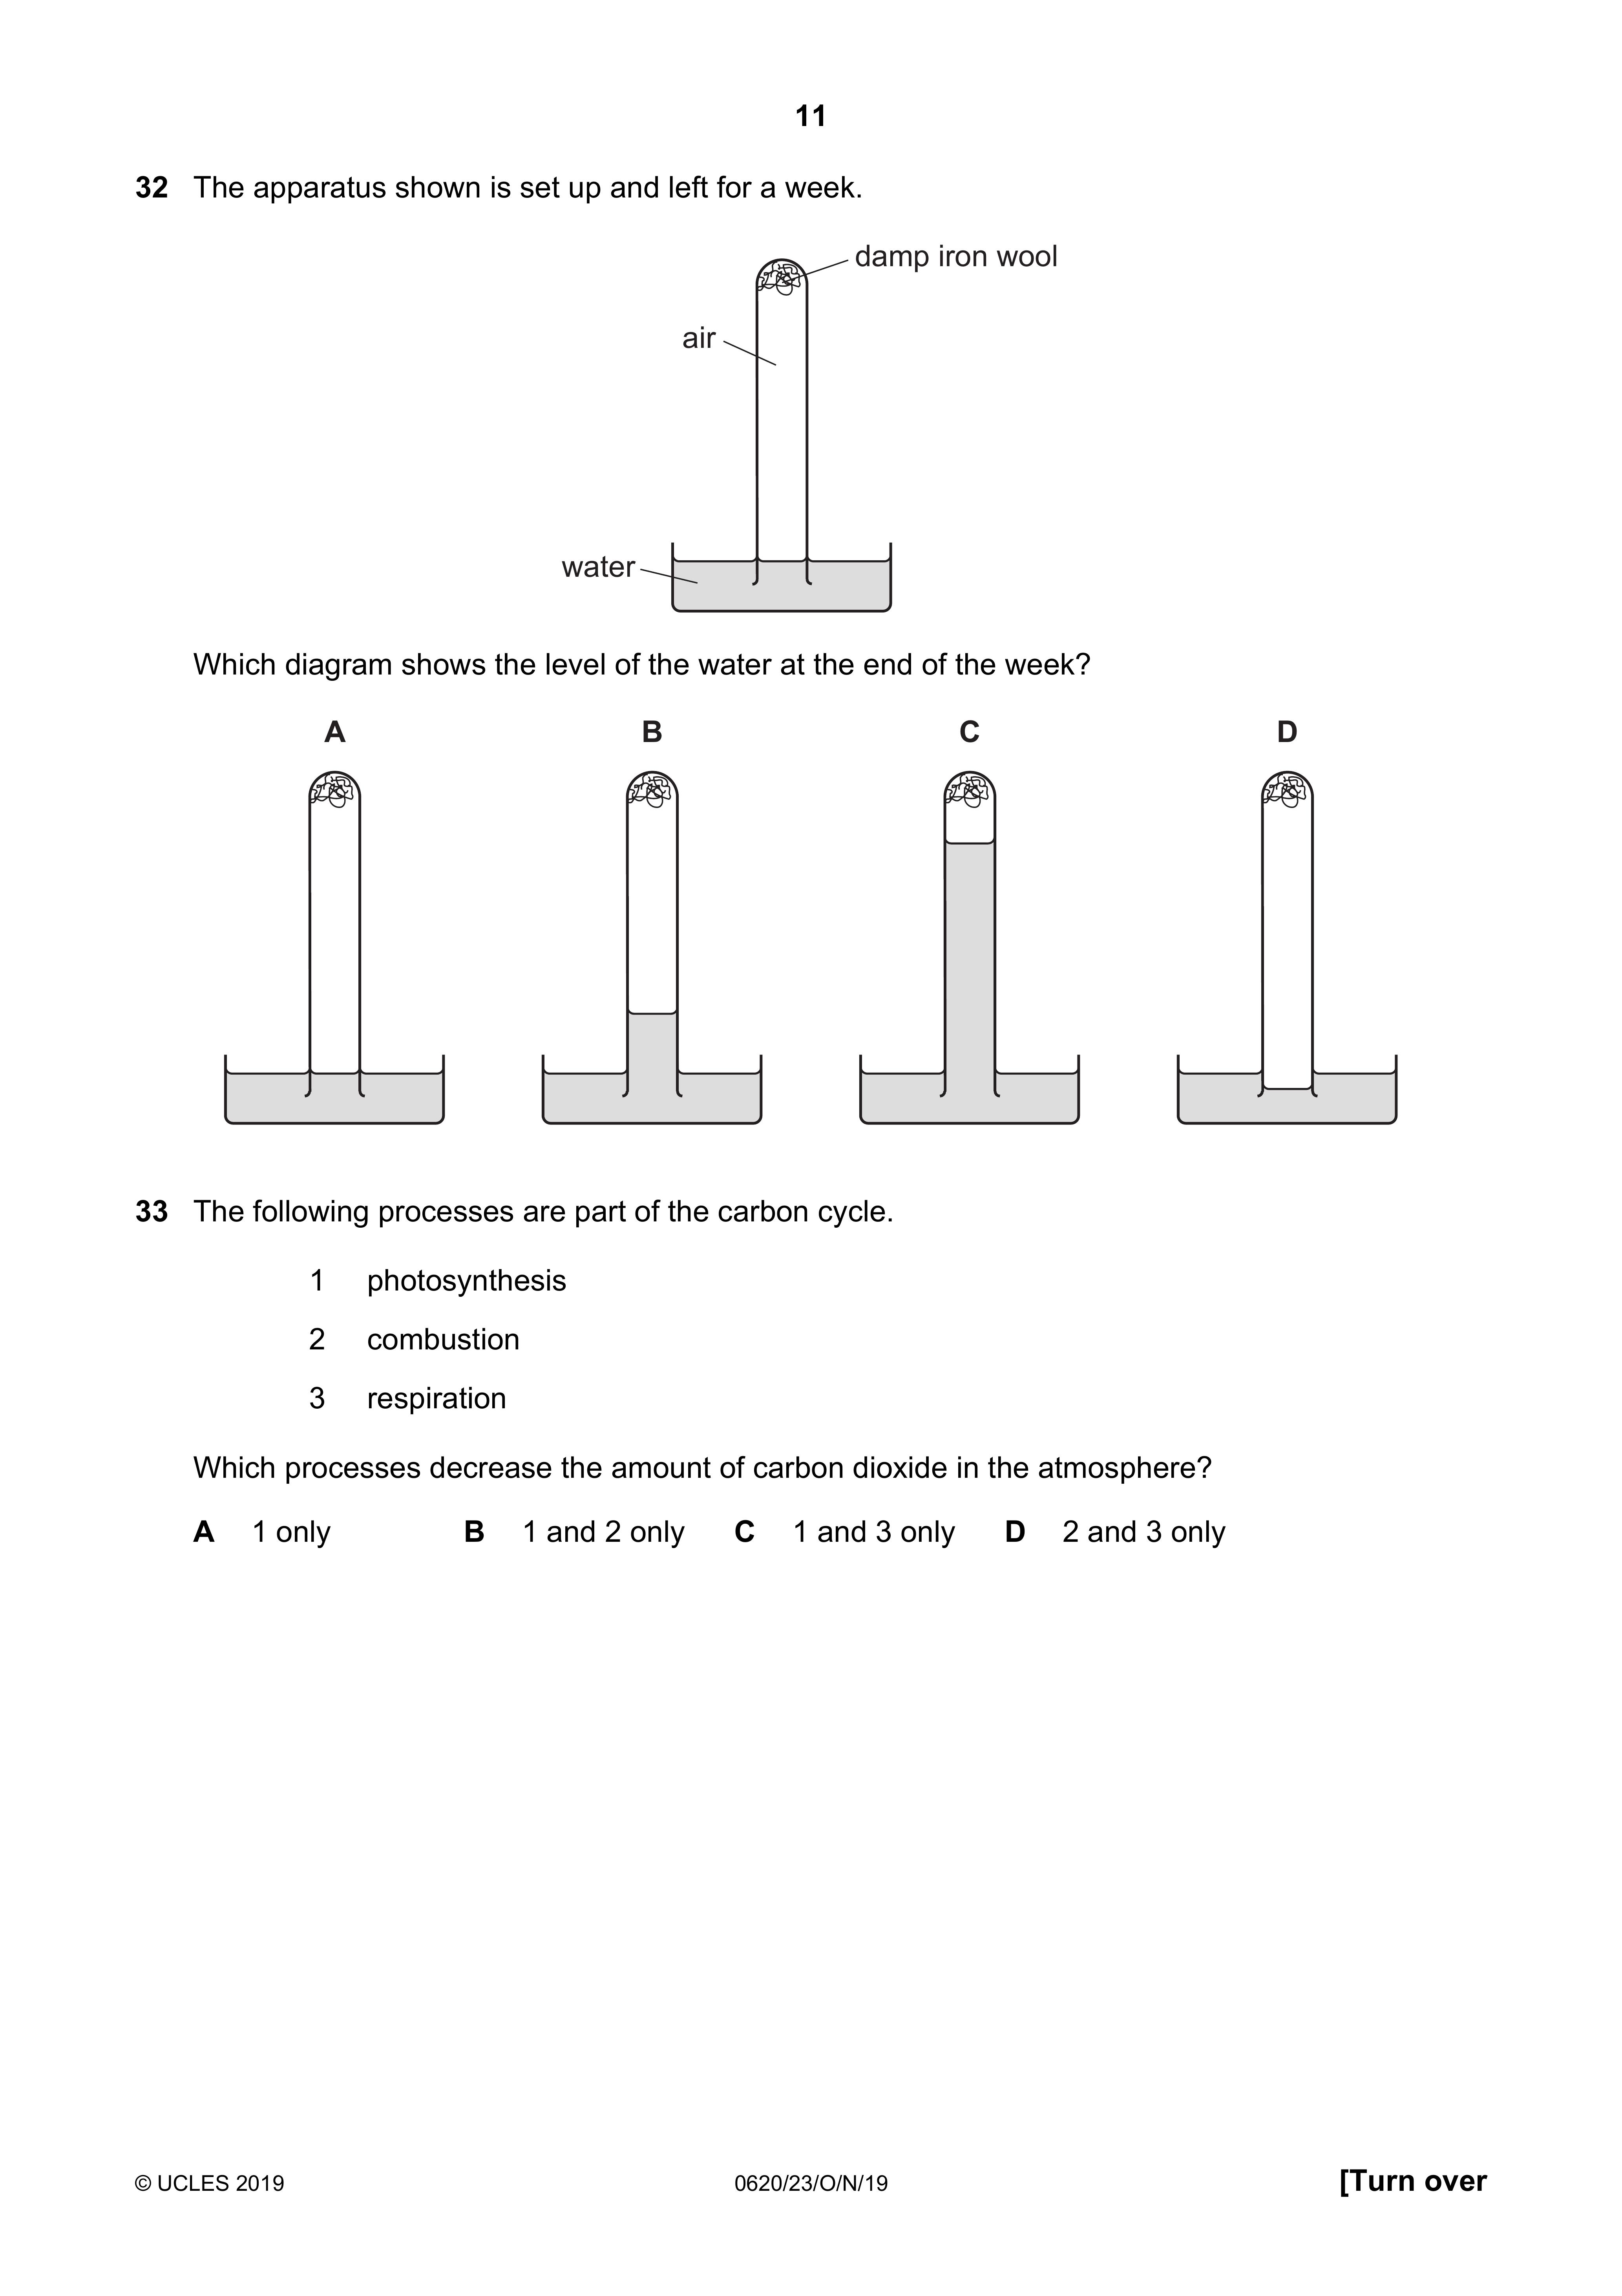 11
32 The apparatus shown is set up and left for a week.
damp iron wool
air
water
Which diagram shows the level of the water at the end of the week?
A B C D
33 The following processes are part of the carbon cycle.
1 photosynthesis
2 combustion
3 respiration
Which processes decrease the amount of carbon dioxide in the atmosphere?
A 1 only B 1 and 2 only C 1 and 3 only D 2 and 3 only
© UCLES 2019 0620/23/O/N/19 [Turn over